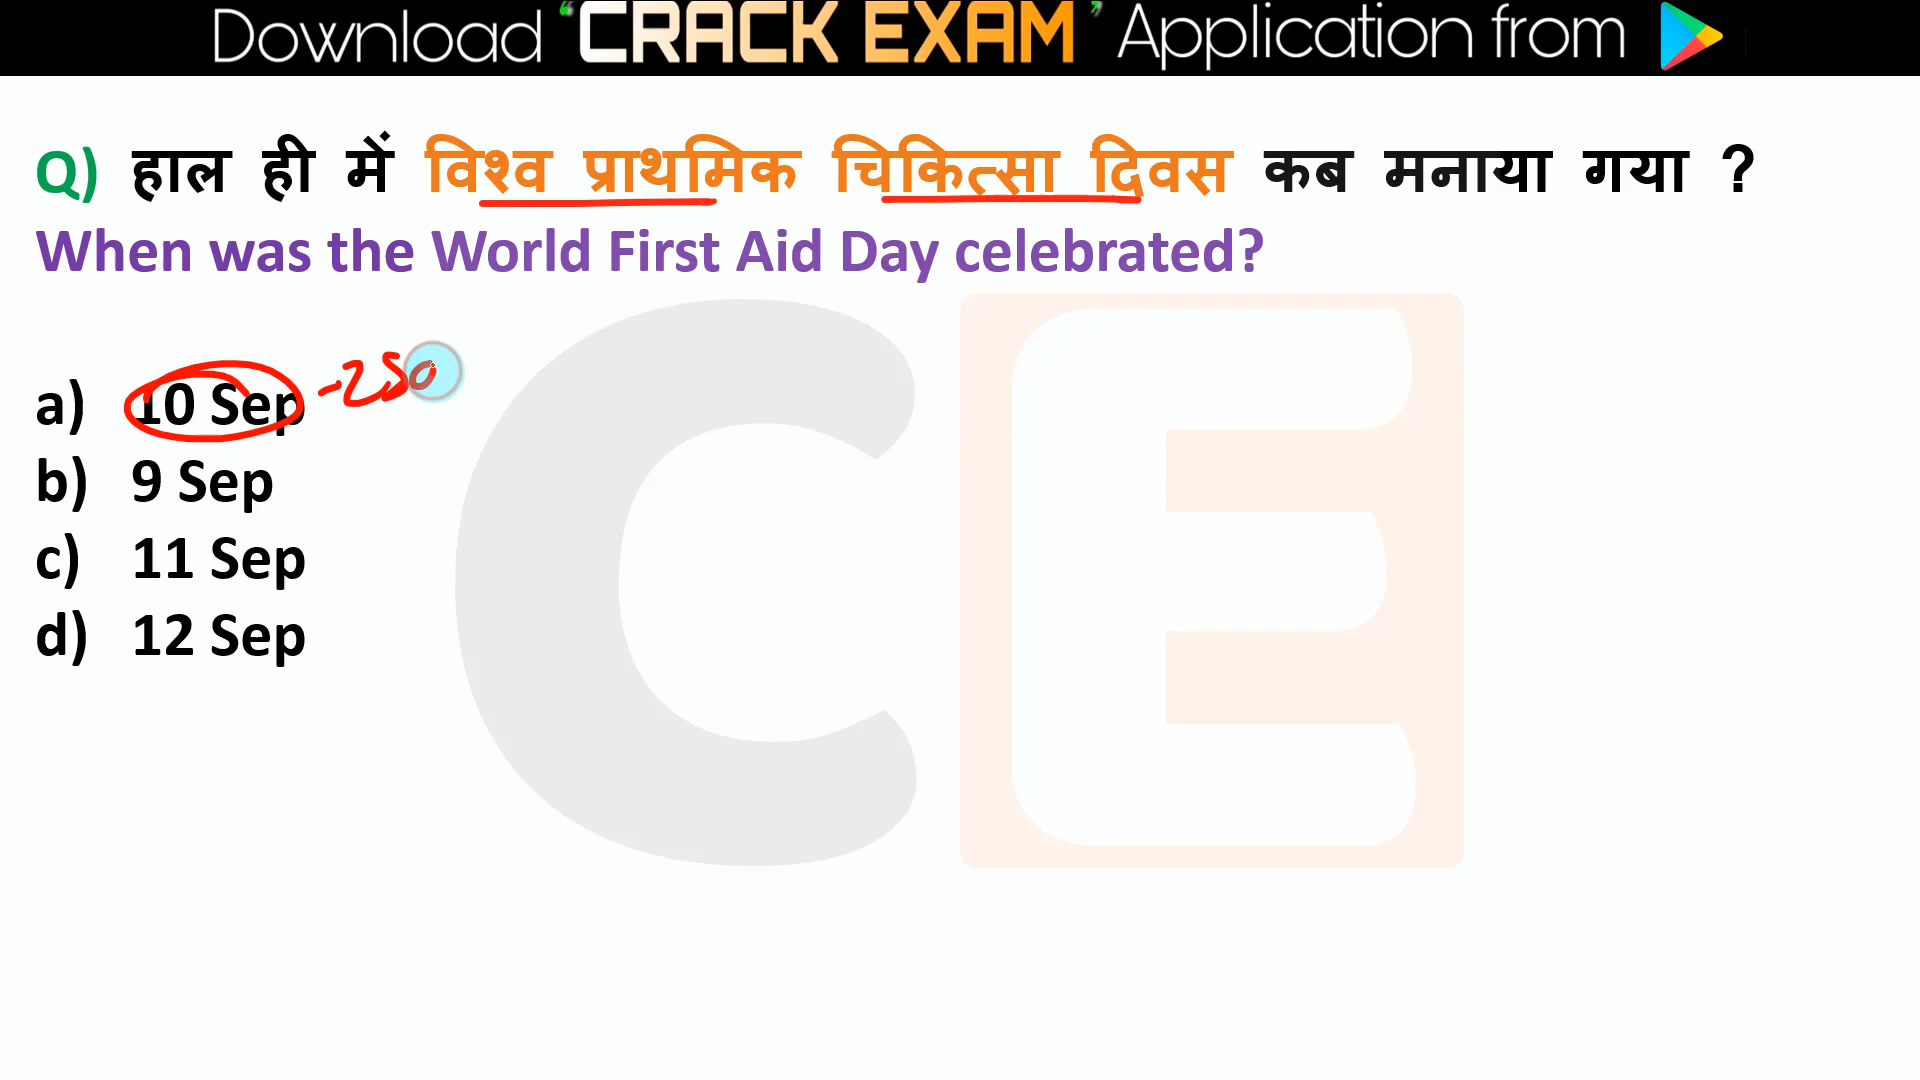 Download 'CRACK EXAM' Application from
Q) हाल ही में विश्व प्राथमिक चिकित्सा दिवस कब मनाया गया ?
When was the World First Aid Day celebrated?
a) 10 Sep
b) 9 Sep
c) 11 Sep
d) 12 Sep
CE